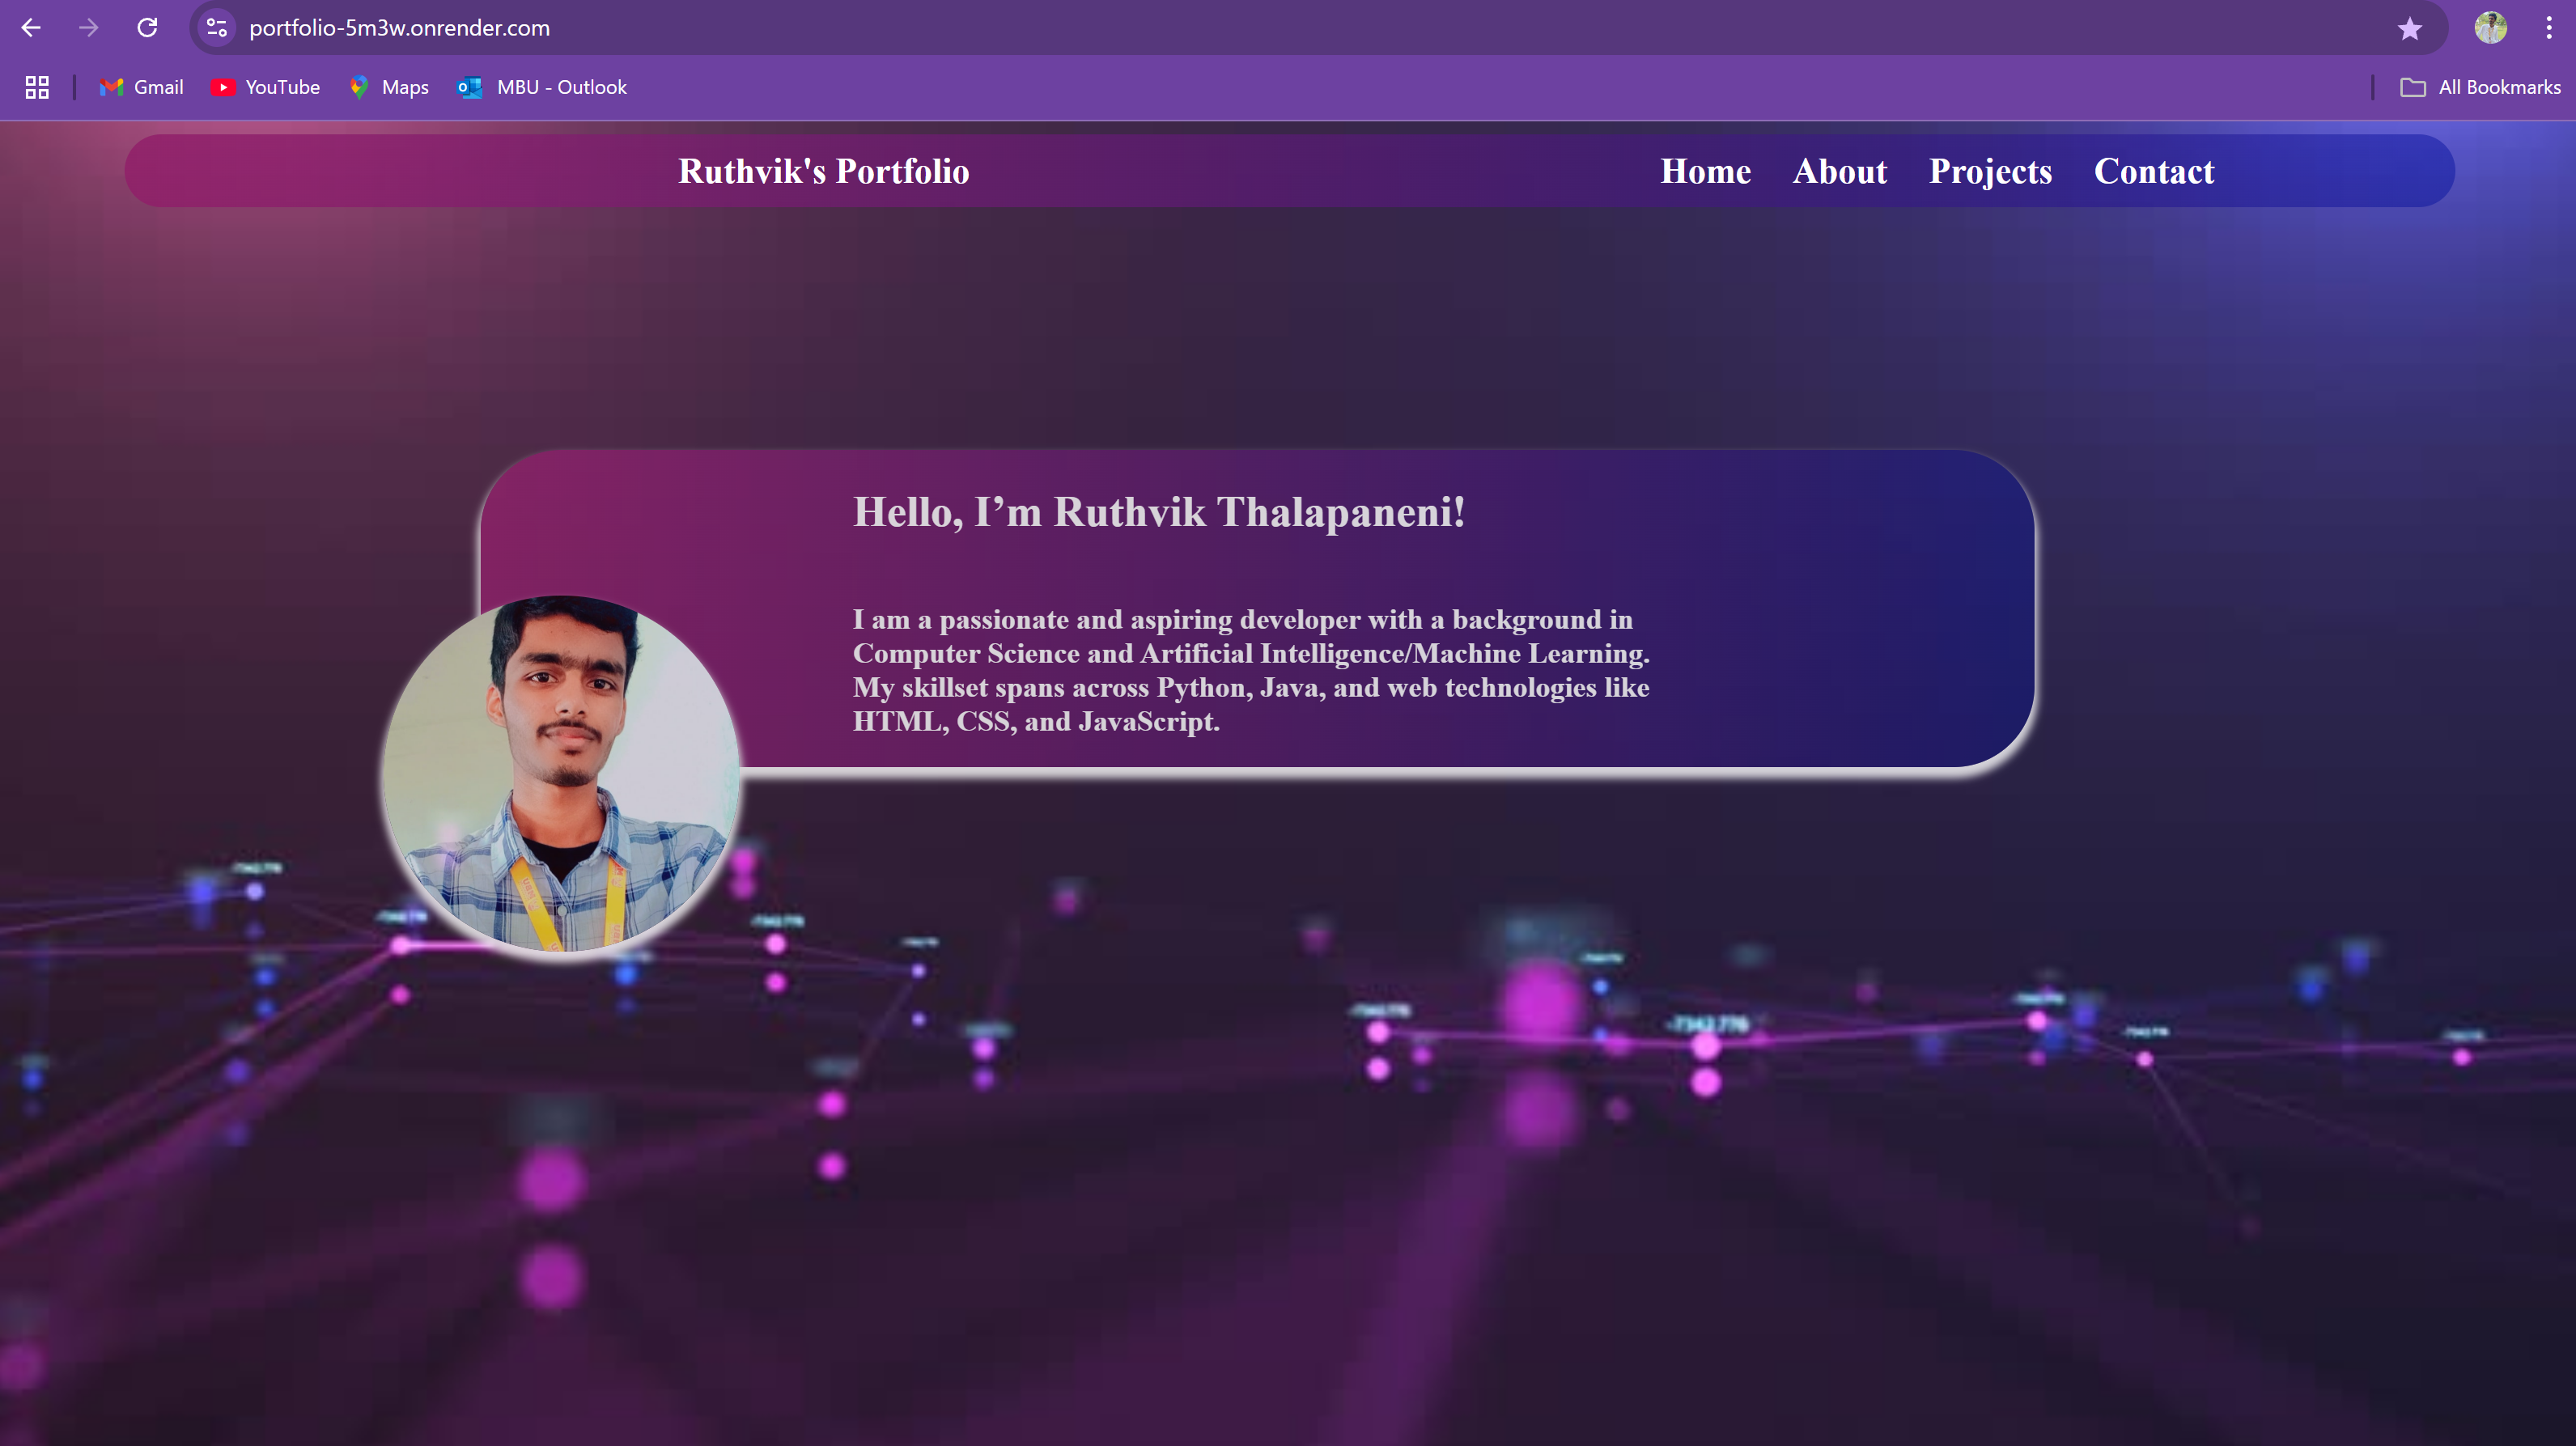 portfolio-5m3w.onrender.com
Gmail YouTube Maps MBU - Outlook All Bookmarks
Ruthvik's Portfolio Home About Projects Contact
Hello, I’m Ruthvik Thalapaneni!
I am a passionate and aspiring developer with a background in
Computer Science and Artificial Intelligence/Machine Learning.
My skillset spans across Python, Java, and web technologies like
HTML, CSS, and JavaScript.
-7342.776